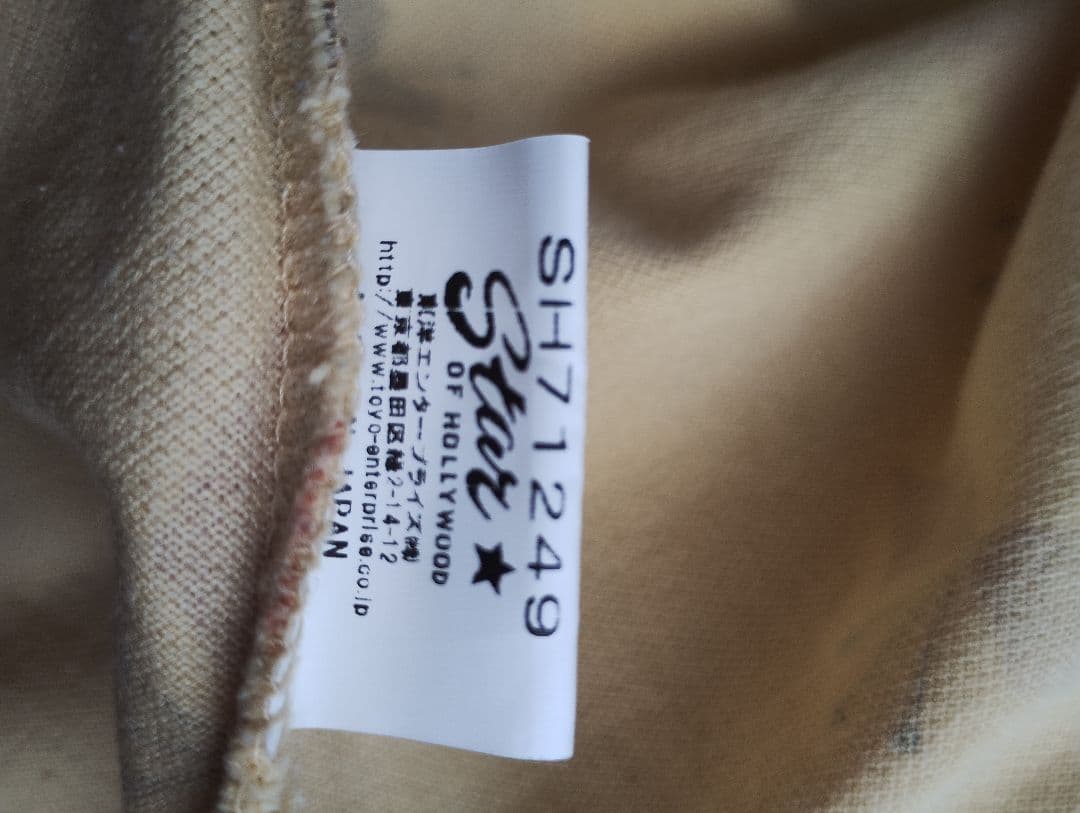 SH71249
Star ★
OF HOLLYWOOD
東洋エンタープライズ㈱
東京都墨田区 2-14-12
http://www.toyo-enterprise.co.jp
JAPAN